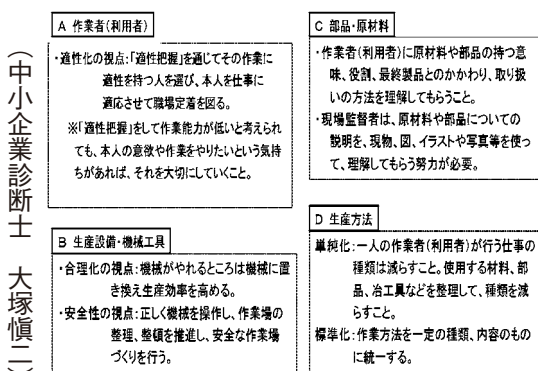 (中小企業診断士 大塚愼二)
A 作業者(利用者)
・適性化の視点:「適性把握」を通じてその作業に
適性を持つ人を選び、本人を仕事に
適応させて職場定着を図る。
※「適性把握」をして作業能力が低いと考えられ
ても、本人の意欲や作業をやりたいという気持
ちがあれば、それを大切にしていくこと。
B 生産設備・機械工具
・合理化の視点:機械がやれるところは機械に置
き換え生産効率を高める。
・安全性の視点:正しく機械を操作し、作業場の
整理、整頓を推進し、安全な作業場
づくりを行う。
C 部品・原材料
・作業者(利用者)に原材料や部品の持つ意
味、役割、最終製品とのかかわり、取り扱
いの方法を理解してもらうこと。
・現場監督者は、原材料や部品についての
説明を、現物、図、イラストや写真等を使っ
て、理解してもらう努力が必要。
D 生産方法
単純化:一人の作業者(利用者)が行う仕事の
種類は減らすこと。使用する材料、部
品、冶工具などを整理して、種類を減
らすこと。
標準化:作業方法を一定の種類、内容のもの
に統一する。